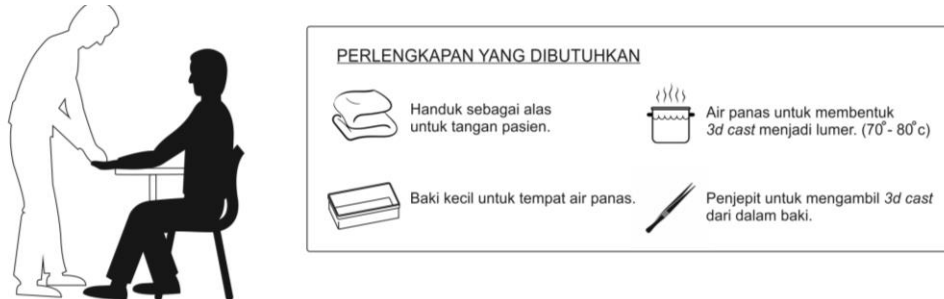 PERLENGKAPAN YANG DIBUTUHKAN
Handuk sebagai alas
untuk tangan pasien.
Air panas untuk membentuk
3d cast menjadi lumer. (70°- 80°c)
Baki kecil untuk tempat air panas.
Penjepit untuk mengambil 3d cast
dari dalam baki.